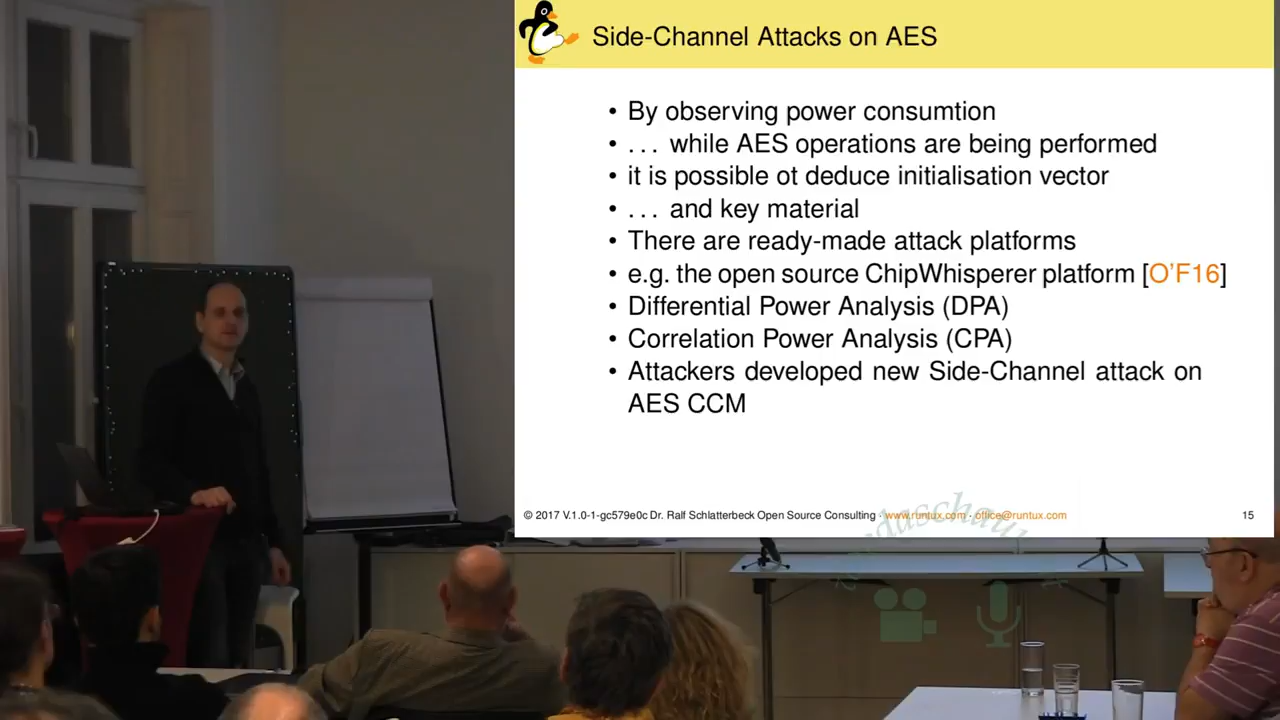 Side-Channel Attacks on AES
• By observing power consumtion
• ... while AES operations are being performed
• it is possible ot deduce initialisation vector
• ... and key material
• There are ready-made attack platforms
• e.g. the open source ChipWhisperer platform [O'F16]
• Differential Power Analysis (DPA)
• Correlation Power Analysis (CPA)
• Attackers developed new Side-Channel attack on
AES CCM
© 2017 V.1.0-1-gc579e0c Dr. Ralf Schlatterbeck Open Source Consulting · www.runtux.com · office@runtux.com 15